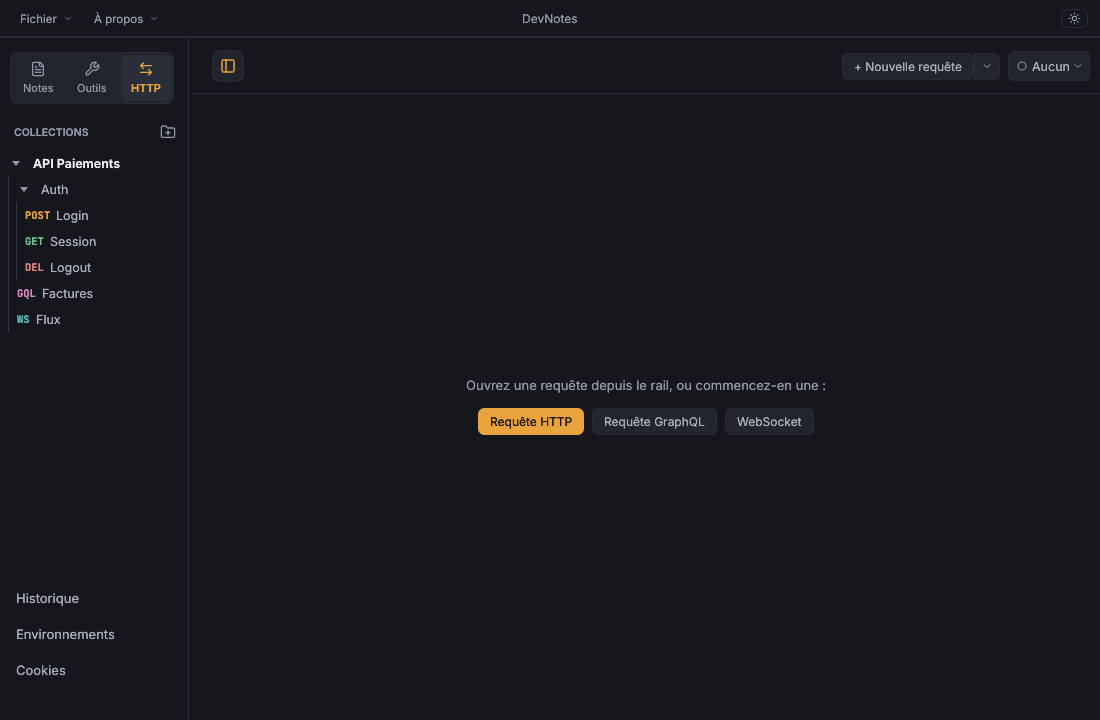 Fichier
À propos
DevNotes
Notes
Outils
HTTP
+ Nouvelle requête
Aucun
COLLECTIONS
API Paiements
Auth
POST Login
GET Session
DEL Logout
GQL Factures
WS Flux
Ouvrez une requête depuis le rail, ou commencez-en une :
Requête HTTP
Requête GraphQL
WebSocket
Historique
Environnements
Cookies